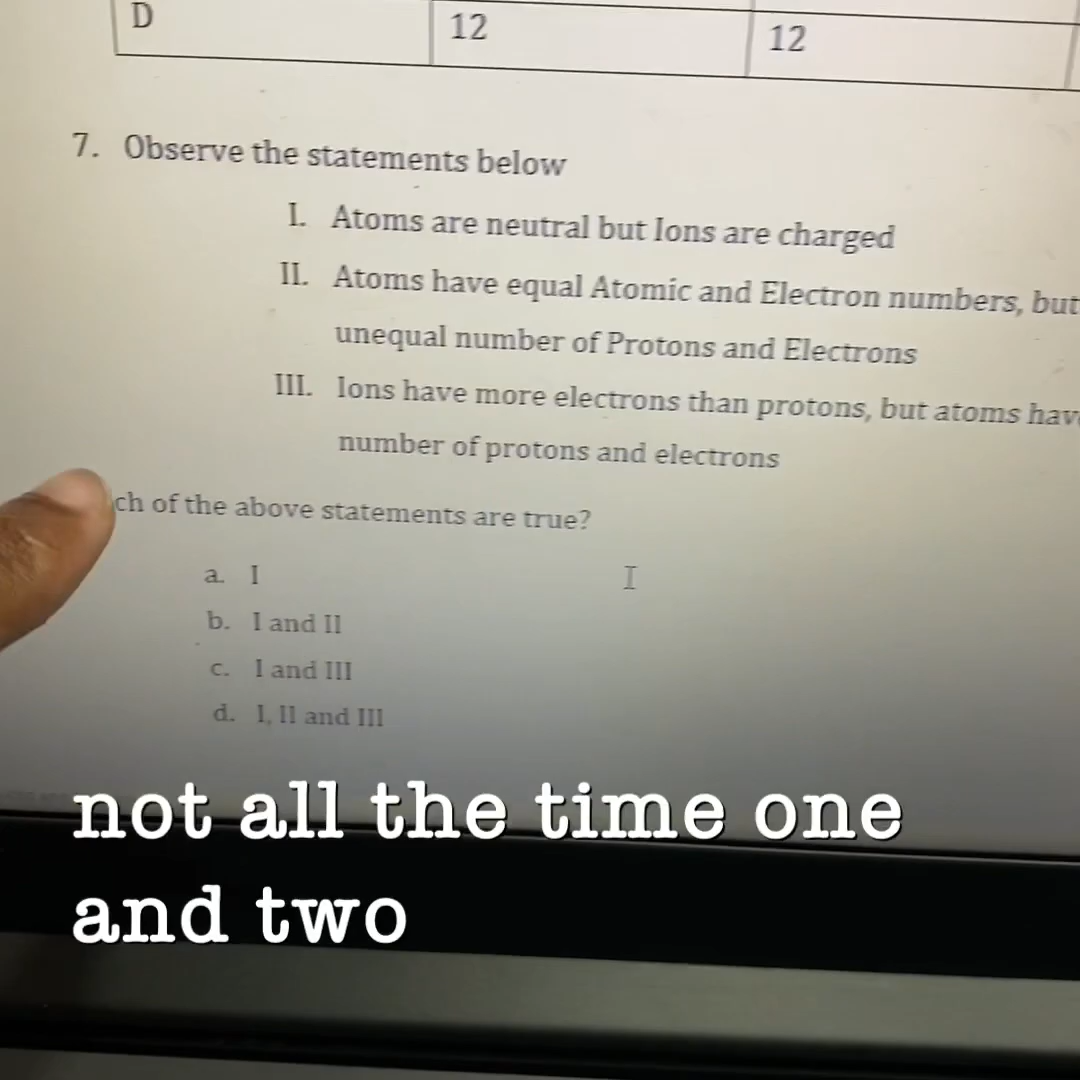 D 12 12
7. Observe the statements below
I. Atoms are neutral but Ions are charged
II. Atoms have equal Atomic and Electron numbers, but
unequal number of Protons and Electrons
III. Ions have more electrons than protons, but atoms
number of protons and electrons
of the above statements are true?
a. I
b. I and II
c. I and III
d. I, II and III
not all the time one
and two